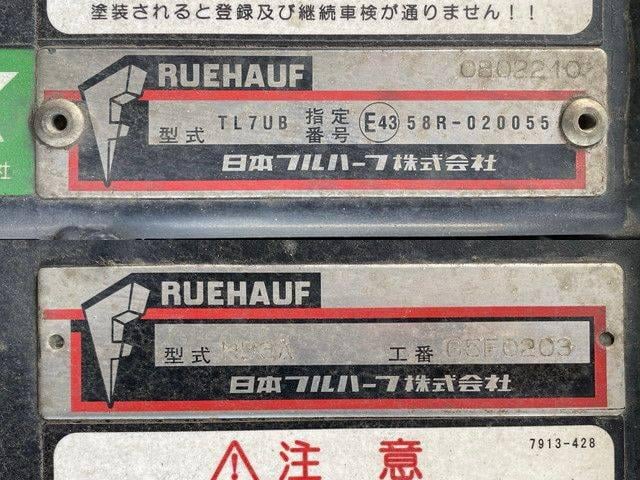 塗装されると登録及び継続車検が通りません!!
RUEHAUF
0802210
型式 TL7UB 指定番号 E43 58R-020055
日本フルハーフ株式会社
社
RUEHAUF
型式 工番 G5F0203
日本フルハーフ株式会社
7913-428
注意